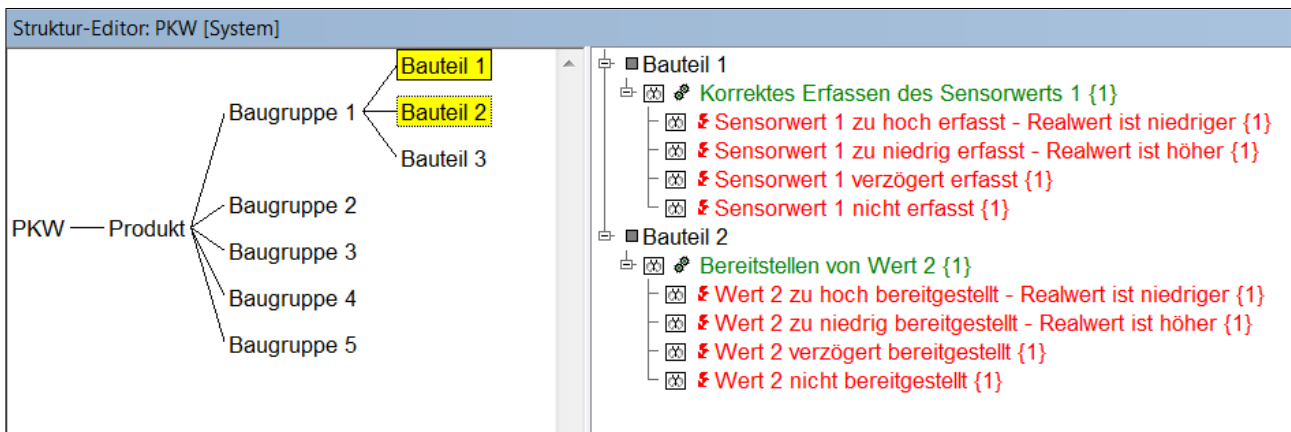 Struktur-Editor: PKW [System]
PKW
Produkt
Baugruppe 1
Bauteil 1
Bauteil 2
Bauteil 3
Baugruppe 2
Baugruppe 3
Baugruppe 4
Baugruppe 5
Bauteil 1
Korrektes Erfassen des Sensorwerts 1 {1}
Sensorwert 1 zu hoch erfasst - Realwert ist niedriger {1}
Sensorwert 1 zu niedrig erfasst - Realwert ist höher {1}
Sensorwert 1 verzögert erfasst {1}
Sensorwert 1 nicht erfasst {1}
Bauteil 2
Bereitstellen von Wert 2 {1}
Wert 2 zu hoch bereitgestellt - Realwert ist niedriger {1}
Wert 2 zu niedrig bereitgestellt - Realwert ist höher {1}
Wert 2 verzögert bereitgestellt {1}
Wert 2 nicht bereitgestellt {1}